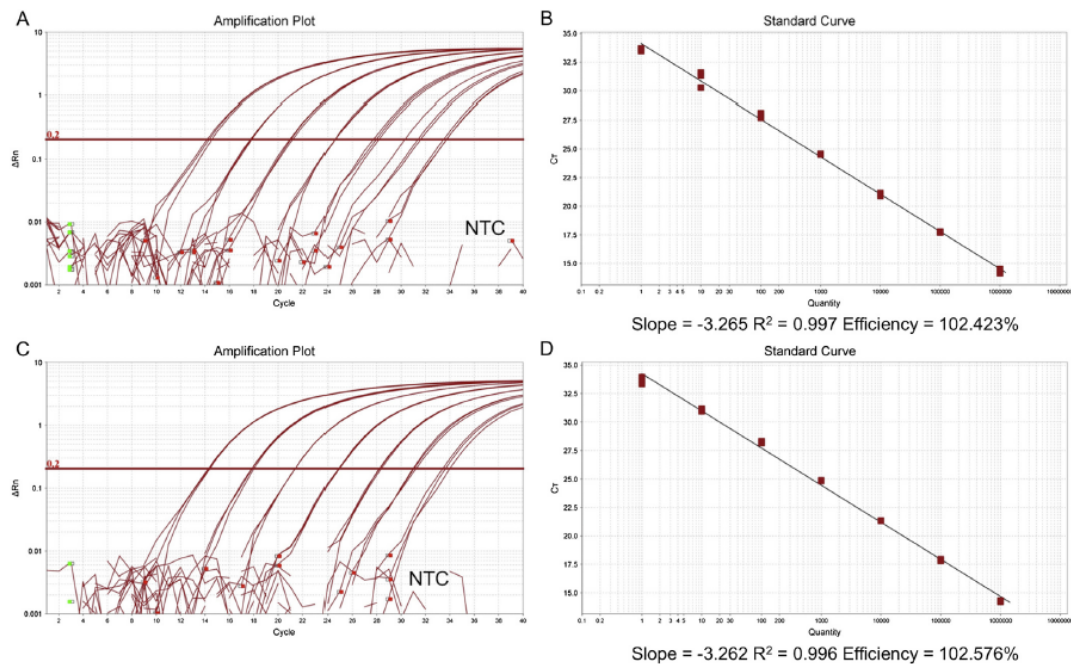 A
Amplification Plot
10
1
0.2
0.1
0.01
0.001
ΔRn
NTC
2 4 6 8 10 12 14 16 18 20 22 24 26 28 30 32 34 36 38 40
Cycle
B
Standard Curve
35.0
32.5
30.0
27.5
25.0
22.5
20.0
17.5
15.0
CT
0.1 0.2 1 2 3 4 5 10 20 30 100 200 1000 10000 100000 1000000
Quantity
Slope = -3.265 R² = 0.997 Efficiency = 102.423%
C
Amplification Plot
10
1
0.2
0.1
0.01
0.001
ΔRn
NTC
2 4 6 8 10 12 14 16 18 20 22 24 26 28 30 32 34 36 38 40
Cycle
D
Standard Curve
35.0
32.5
30.0
27.5
25.0
22.5
20.0
17.5
15.0
CT
0.1 0.2 1 2 3 4 5 10 20 30 100 200 1000 10000 100000 1000000
Quantity
Slope = -3.262 R² = 0.996 Efficiency = 102.576%